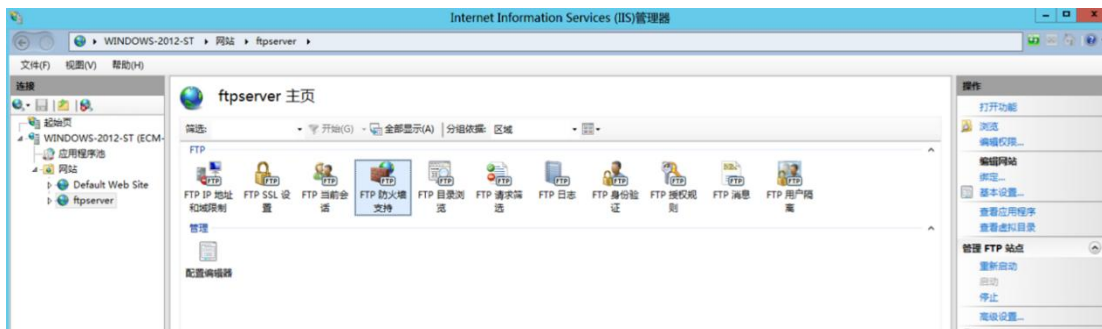 Internet Information Services (IIS)管理器
WINDOWS-2012-ST 网站 ftpserver
文件(F) 视图(V) 帮助(H)
连接
起始页
WINDOWS-2012-ST (ECM-
应用程序池
网站
Default Web Site
ftpserver
ftpserver 主页
筛选: 开始(G) 全部显示(A) 分组依据: 区域
FTP
FTP IP 地址和域限制
FTP SSL 设置
FTP 当前会话
FTP 防火墙支持
FTP 目录浏览
FTP 请求筛选
FTP 日志
FTP 身份验证
FTP 授权规则
FTP 消息
FTP 用户隔离
管理
配置编辑器
操作
打开功能
浏览
编辑权限...
编辑网站
绑定...
基本设置...
查看应用程序
查看虚拟目录
管理 FTP 站点
重新启动
启动
停止
高级设置...